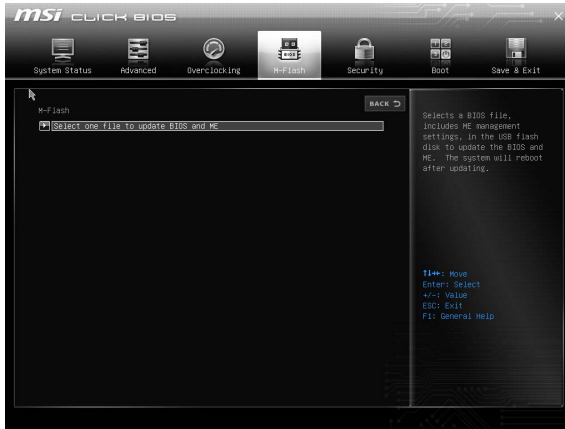 msi CLICK BIOS
System Status
Advanced
Overclocking
M-Flash
Security
Boot
Save & Exit
BACK
M-Flash
Select one file to update BIOS and ME
Selects a BIOS file,
includes ME management
settings, in the USB flash
disk to update the BIOS and
ME. The system will reboot
after updating.
↑↓→←: Move
Enter: Select
+/-: Value
ESC: Exit
F1: General Help